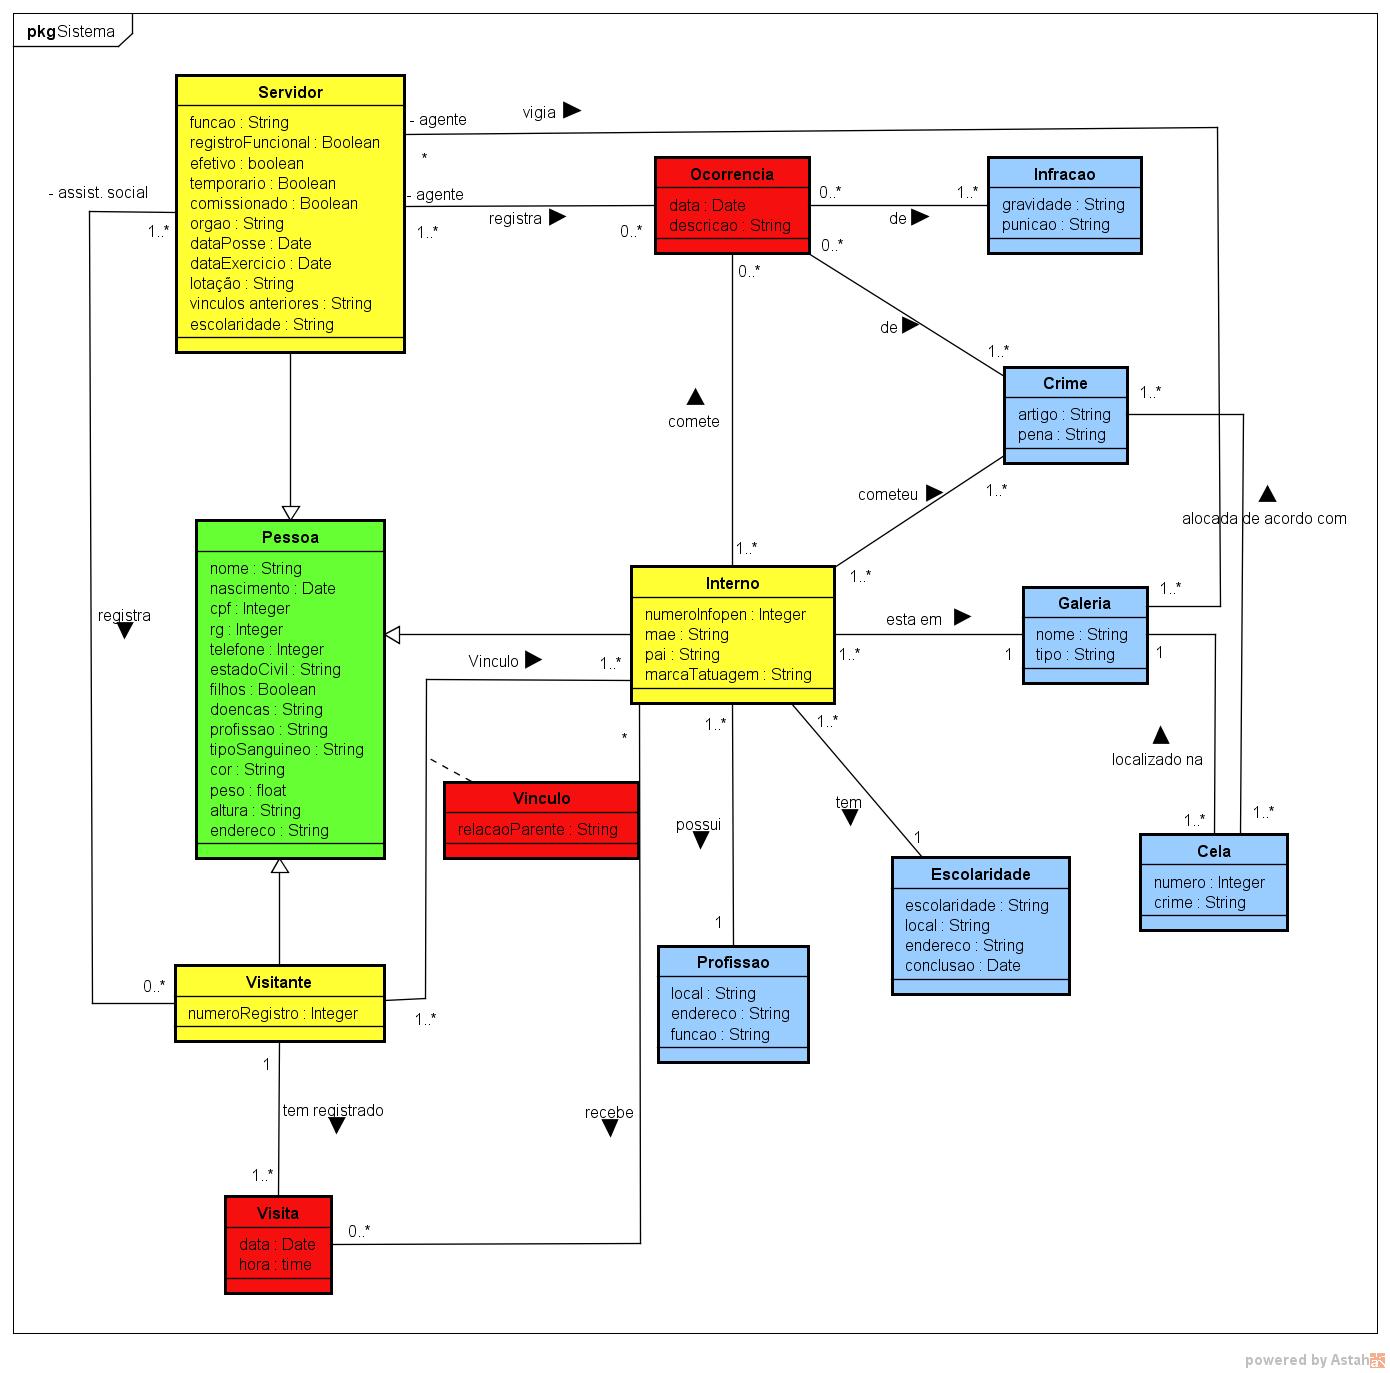 pkg Sistema
Servidor
funcao : String
registroFuncional : Boolean
efetivo : boolean
temporario : Boolean
comissionado : Boolean
orgao : String
dataPosse : Date
dataExercicio : Date
lotação : String
vinculos anteriores : String
escolaridade : String
- agente
vigia
*
- agente
registra
1..*
0..*
- assist. social
1..*
Ocorrencia
data : Date
descricao : String
0..*
1..*
de
Infracao
gravidade : String
punicao : String
0..*
0..*
de
1..*
Crime
artigo : String
pena : String
1..*
comete
cometeu
1..*
alocada de acordo com
1..*
1..*
Pessoa
nome : String
nascimento : Date
cpf : Integer
rg : Integer
telefone : Integer
estadoCivil : String
filhos : Boolean
doencas : String
profissao : String
tipoSanguineo : String
cor : String
peso : float
altura : String
endereco : String
registra
Interno
numeroInfopen : Integer
mae : String
pai : String
marcaTatuagem : String
esta em
1..*
1
Galeria
nome : String
tipo : String
1..*
1
Vinculo
1..*
*
1..*
1..*
localizado na
Vinculo
relacaoParente : String
possui
tem
1
1..*
1..*
Cela
numero : Integer
crime : String
Escolaridade
escolaridade : String
local : String
endereco : String
conclusao : Date
1
Profissao
local : String
endereco : String
funcao : String
0..*
Visitante
numeroRegistro : Integer
1..*
1
tem registrado
recebe
1..*
Visita
data : Date
hora : time
0..*
powered by Astah